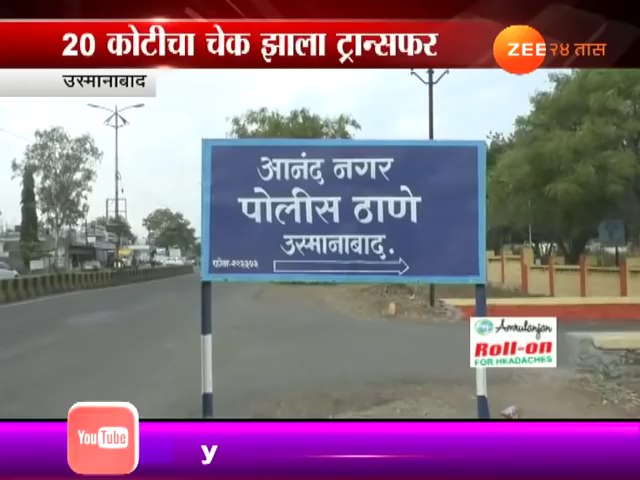 20 कोटीचा चेक झाला ट्रान्सफर
ZEE २४ तास
उस्मानाबाद
आनंद नगर
पोलीस ठाणे
उस्मानाबाद.
Amrutanjan
Roll-on
FOR HEADACHES
YouTube
y